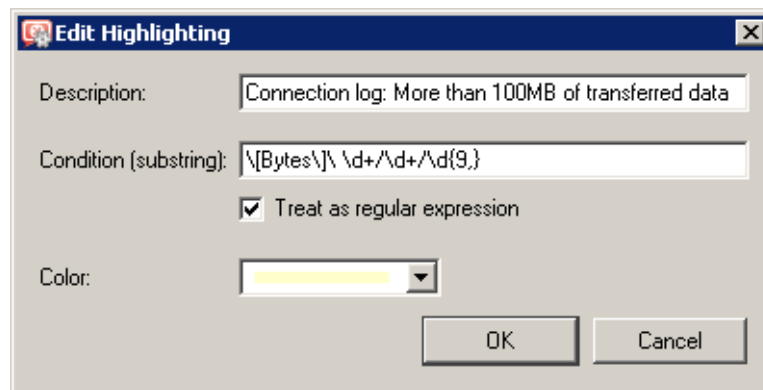 Edit Highlighting
Description: Connection log: More than 100MB of transferred data
Condition (substring): \[Bytes\]\ \d+/\d+/\d{9,}
Treat as regular expression
Color:
OK Cancel